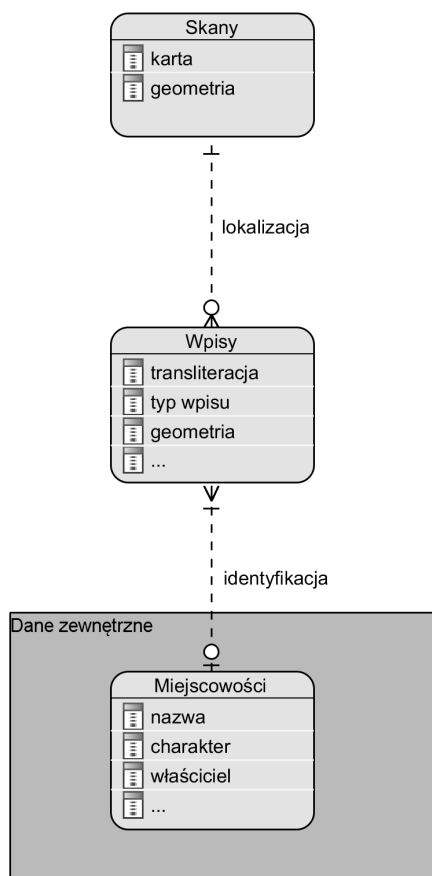 Skany
karta
geometria
lokalizacja
Wpisy
transliteracja
typ wpisu
geometria
...
identyfikacja
Dane zewnętrzne
Miejscowości
nazwa
charakter
właściciel
...